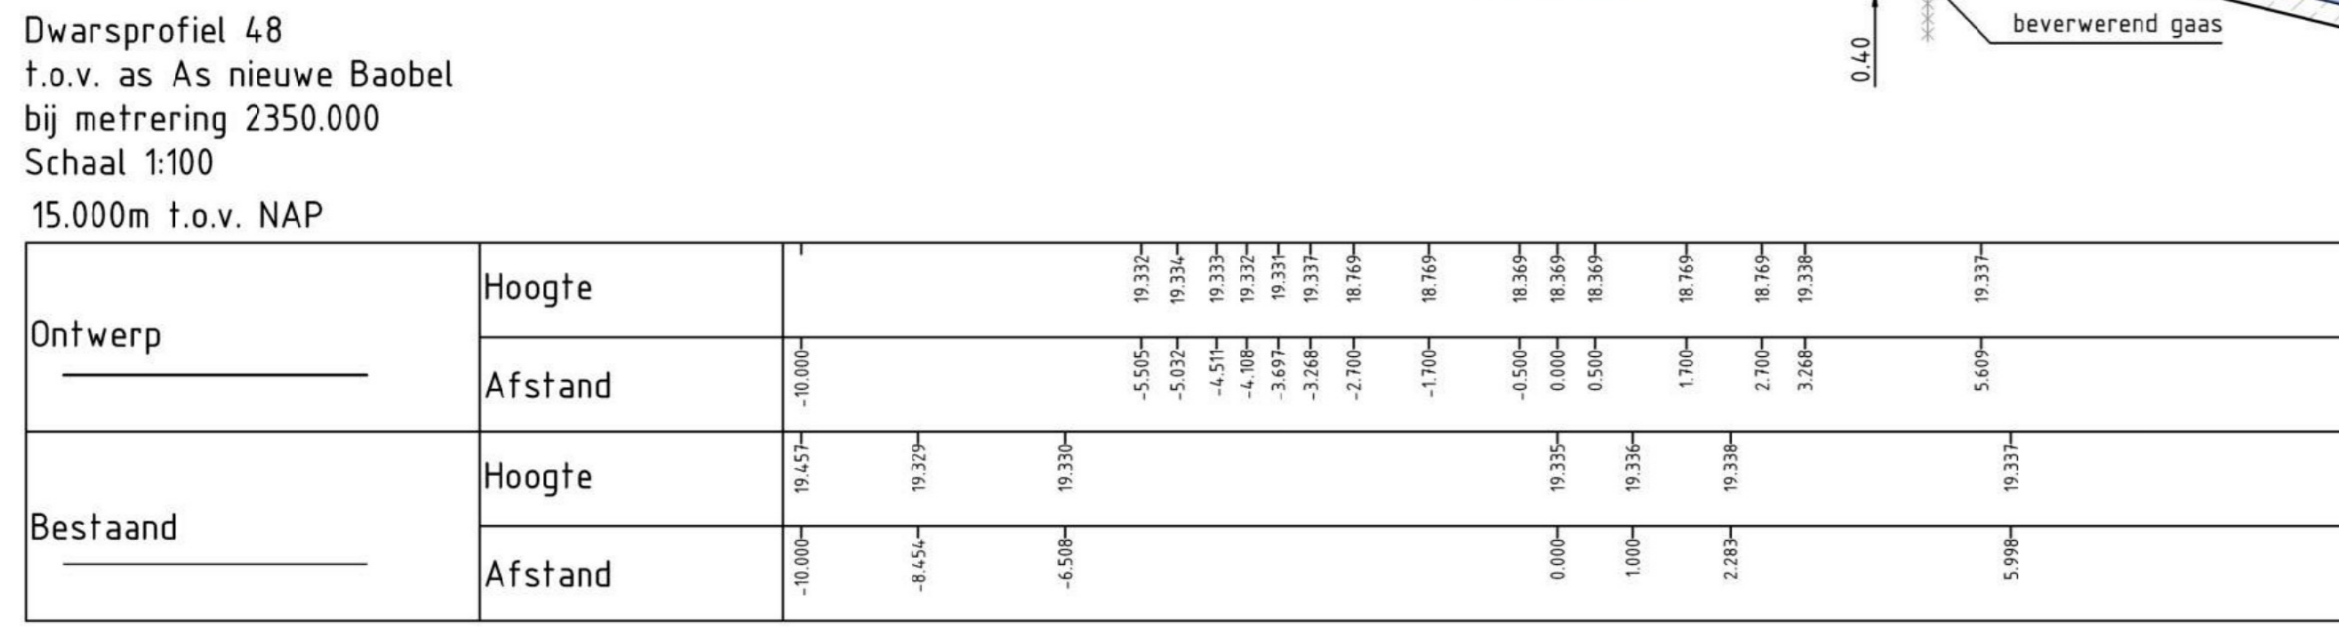 Dwarsprofiel 48
t.o.v. as As nieuwe Baobel
bij metrering 2350.000
Schaal 1:100
15.000m t.o.v. NAP
0.40
beverwerend gaas
Ontwerp
Hoogte
19.332 19.334 19.333 19.332 19.331 19.337 18.769 18.769 18.369 18.369 18.369 18.769 18.769 19.338 19.337
Afstand
-10.000 -5.505 -5.032 -4.511 -4.108 -3.697 -3.268 -2.700 -1.700 -0.500 0.000 0.500 1.700 2.700 3.268 5.609
Bestaand
Hoogte
19.457 19.329 19.330 19.335 19.336 19.338 19.337
Afstand
-10.000 -8.454 -6.508 0.000 1.000 2.283 5.998